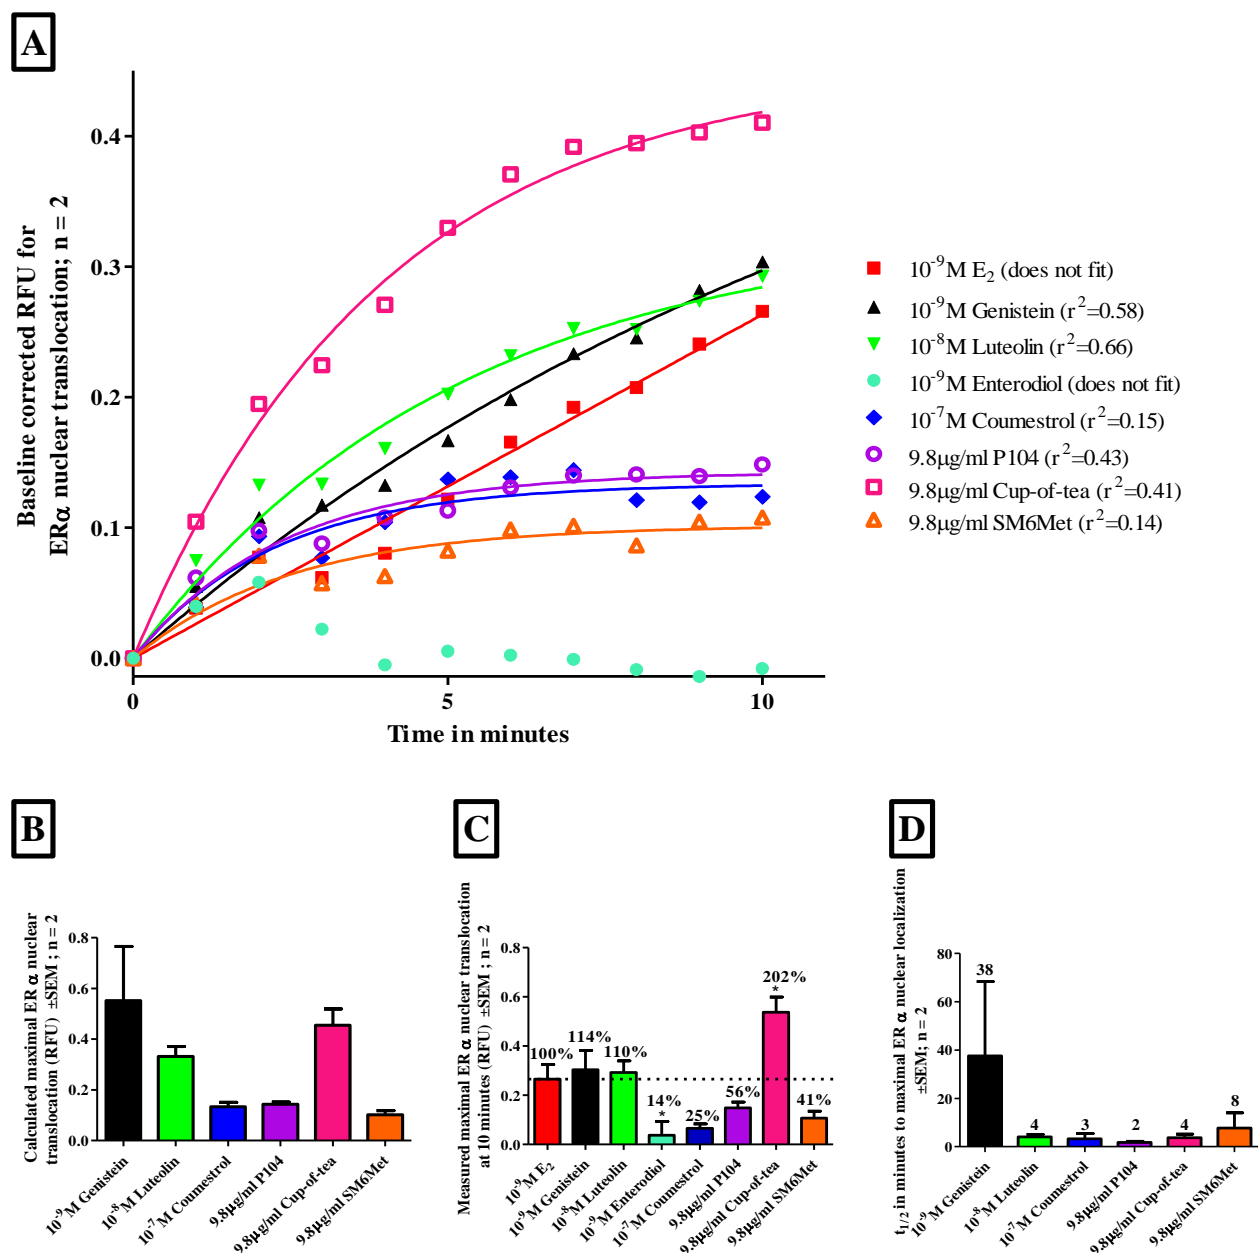 A
Baseline corrected RFU for
ERα nuclear translocation; n = 2
0.4
0.3
0.2
0.1
0.0
0
5
10
Time in minutes
10⁻⁹M E₂ (does not fit)
10⁻⁹M Genistein (r²=0.58)
10⁻⁸M Luteolin (r²=0.66)
10⁻⁹M Enterodiol (does not fit)
10⁻⁷M Coumestrol (r²=0.15)
9.8µg/ml P104 (r²=0.43)
9.8µg/ml Cup-of-tea (r²=0.41)
9.8µg/ml SM6Met (r²=0.14)
B
Calculated maximal ER α nuclear
translocation (RFU) ±SEM ; n = 2
0.8
0.6
0.4
0.2
0.0
10⁻⁹M Genistein
10⁻⁸M Luteolin
10⁻⁷M Coumestrol
9.8µg/ml P104
9.8µg/ml Cup-of-tea
9.8µg/ml SM6Met
C
Measured maximal ER α nuclear translocation
at 10 minutes (RFU) ±SEM ; n = 2
0.8
0.6
0.4
0.2
0.0
100%
114%
110%
14%
*
25%
56%
202%
*
41%
10⁻⁹M E₂
10⁻⁹M Genistein
10⁻⁸M Luteolin
10⁻⁹M Enterodiol
10⁻⁷M Coumestrol
9.8µg/ml P104
9.8µg/ml Cup-of-tea
9.8µg/ml SM6Met
D
t₁/₂ in minutes to maximal ER α nuclear localization
±SEM; n = 2
80
60
40
20
0
38
4
3
2
4
8
10⁻⁹M Genistein
10⁻⁸M Luteolin
10⁻⁷M Coumestrol
9.8µg/ml P104
9.8µg/ml Cup-of-tea
9.8µg/ml SM6Met